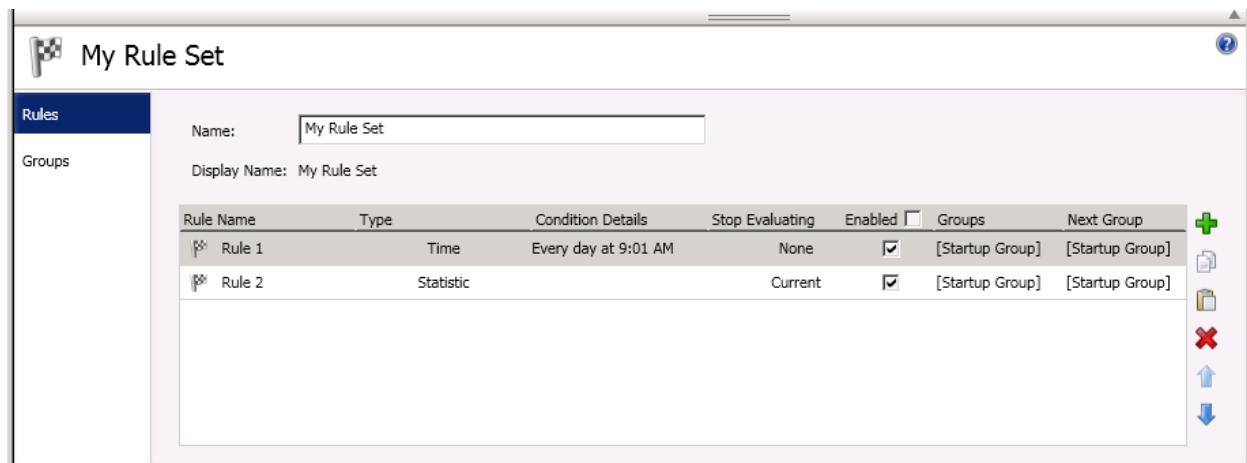 My Rule Set
Rules
Groups
Name: My Rule Set
Display Name: My Rule Set
Rule Name Type Condition Details Stop Evaluating Enabled Groups Next Group
Rule 1 Time Every day at 9:01 AM None [Startup Group] [Startup Group]
Rule 2 Statistic Current [Startup Group] [Startup Group]